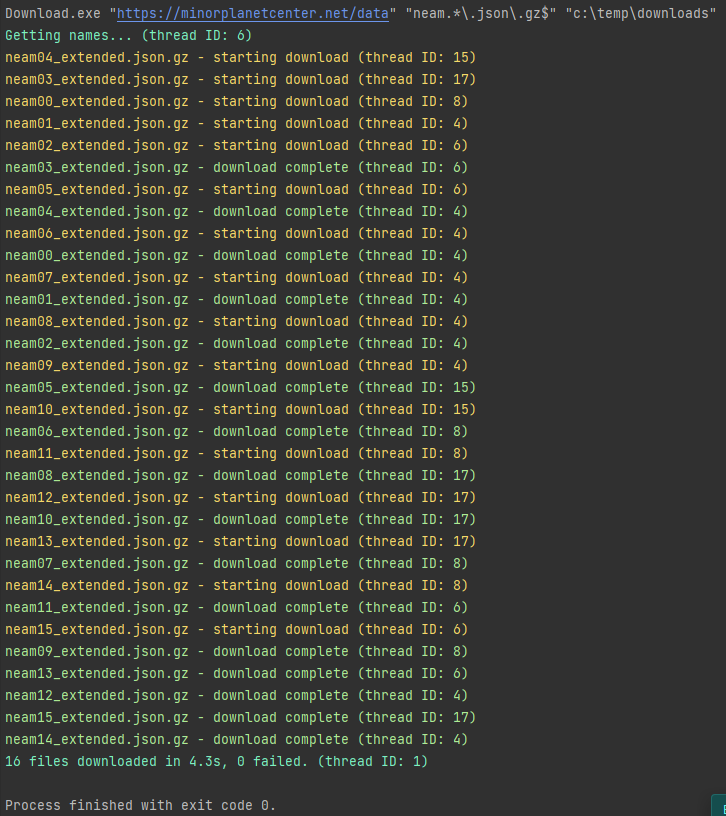 Download.exe "https://minorplanetcenter.net/data" "neam.*\.json\.gz$" "c:\temp\downloads"
Getting names... (thread ID: 6)
neam04_extended.json.gz - starting download (thread ID: 15)
neam03_extended.json.gz - starting download (thread ID: 17)
neam00_extended.json.gz - starting download (thread ID: 8)
neam01_extended.json.gz - starting download (thread ID: 4)
neam02_extended.json.gz - starting download (thread ID: 6)
neam03_extended.json.gz - download complete (thread ID: 6)
neam05_extended.json.gz - starting download (thread ID: 6)
neam04_extended.json.gz - download complete (thread ID: 4)
neam06_extended.json.gz - starting download (thread ID: 4)
neam00_extended.json.gz - download complete (thread ID: 4)
neam07_extended.json.gz - starting download (thread ID: 4)
neam01_extended.json.gz - download complete (thread ID: 4)
neam08_extended.json.gz - starting download (thread ID: 4)
neam02_extended.json.gz - download complete (thread ID: 4)
neam09_extended.json.gz - starting download (thread ID: 4)
neam05_extended.json.gz - download complete (thread ID: 15)
neam10_extended.json.gz - starting download (thread ID: 15)
neam06_extended.json.gz - download complete (thread ID: 8)
neam11_extended.json.gz - starting download (thread ID: 8)
neam08_extended.json.gz - download complete (thread ID: 17)
neam12_extended.json.gz - starting download (thread ID: 17)
neam10_extended.json.gz - download complete (thread ID: 17)
neam13_extended.json.gz - starting download (thread ID: 17)
neam07_extended.json.gz - download complete (thread ID: 8)
neam14_extended.json.gz - starting download (thread ID: 8)
neam11_extended.json.gz - download complete (thread ID: 6)
neam15_extended.json.gz - starting download (thread ID: 6)
neam09_extended.json.gz - download complete (thread ID: 8)
neam13_extended.json.gz - download complete (thread ID: 6)
neam12_extended.json.gz - download complete (thread ID: 4)
neam15_extended.json.gz - download complete (thread ID: 17)
neam14_extended.json.gz - download complete (thread ID: 4)
16 files downloaded in 4.3s, 0 failed. (thread ID: 1)
Process finished with exit code 0.